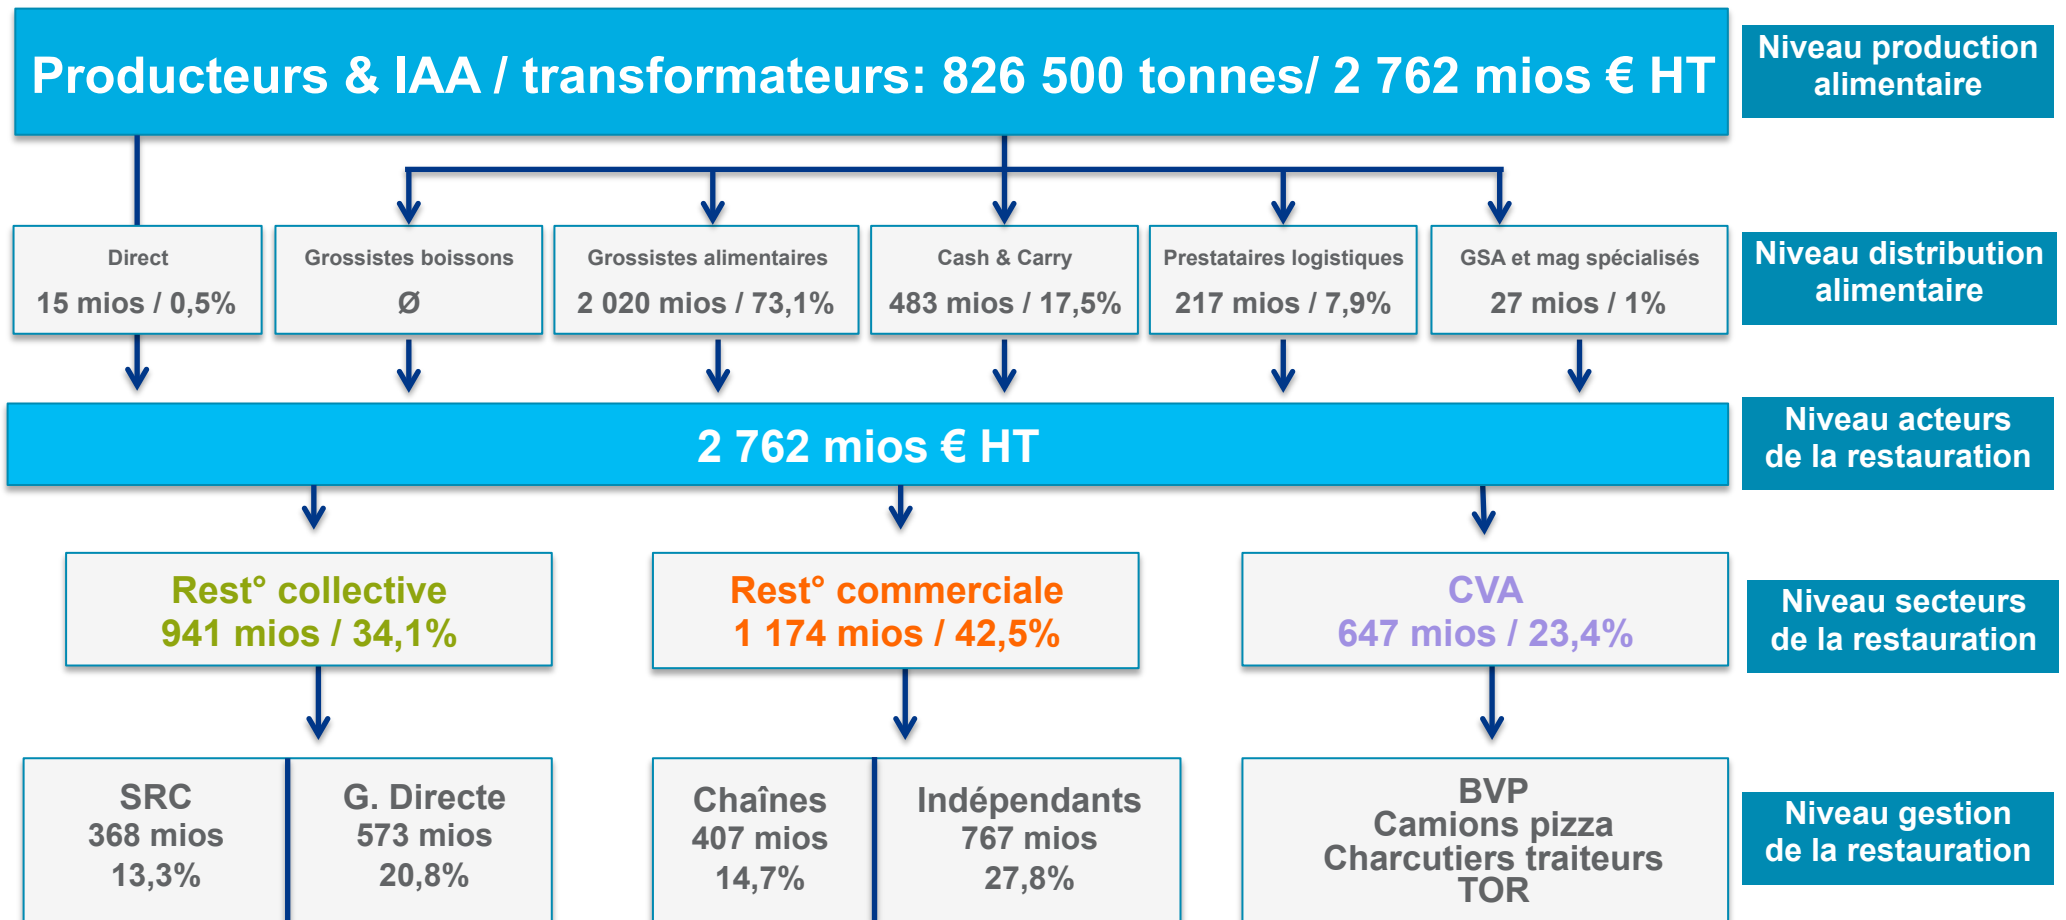 Producteurs & IAA / transformateurs: 826 500 tonnes/ 2 762 mios € HT
Niveau production
alimentaire
Direct
15 mios / 0,5%
Grossistes boissons
Ø
Grossistes alimentaires
2 020 mios / 73,1%
Cash & Carry
483 mios / 17,5%
Prestataires logistiques
217 mios / 7,9%
GSA et mag spécialisés
27 mios / 1%
Niveau distribution
alimentaire
2 762 mios € HT
Niveau acteurs
de la restauration
Rest° collective
941 mios / 34,1%
Rest° commerciale
1 174 mios / 42,5%
CVA
647 mios / 23,4%
Niveau secteurs
de la restauration
SRC
368 mios
13,3%
G. Directe
573 mios
20,8%
Chaînes
407 mios
14,7%
Indépendants
767 mios
27,8%
BVP
Camions pizza
Charcutiers traiteurs
TOR
Niveau gestion
de la restauration